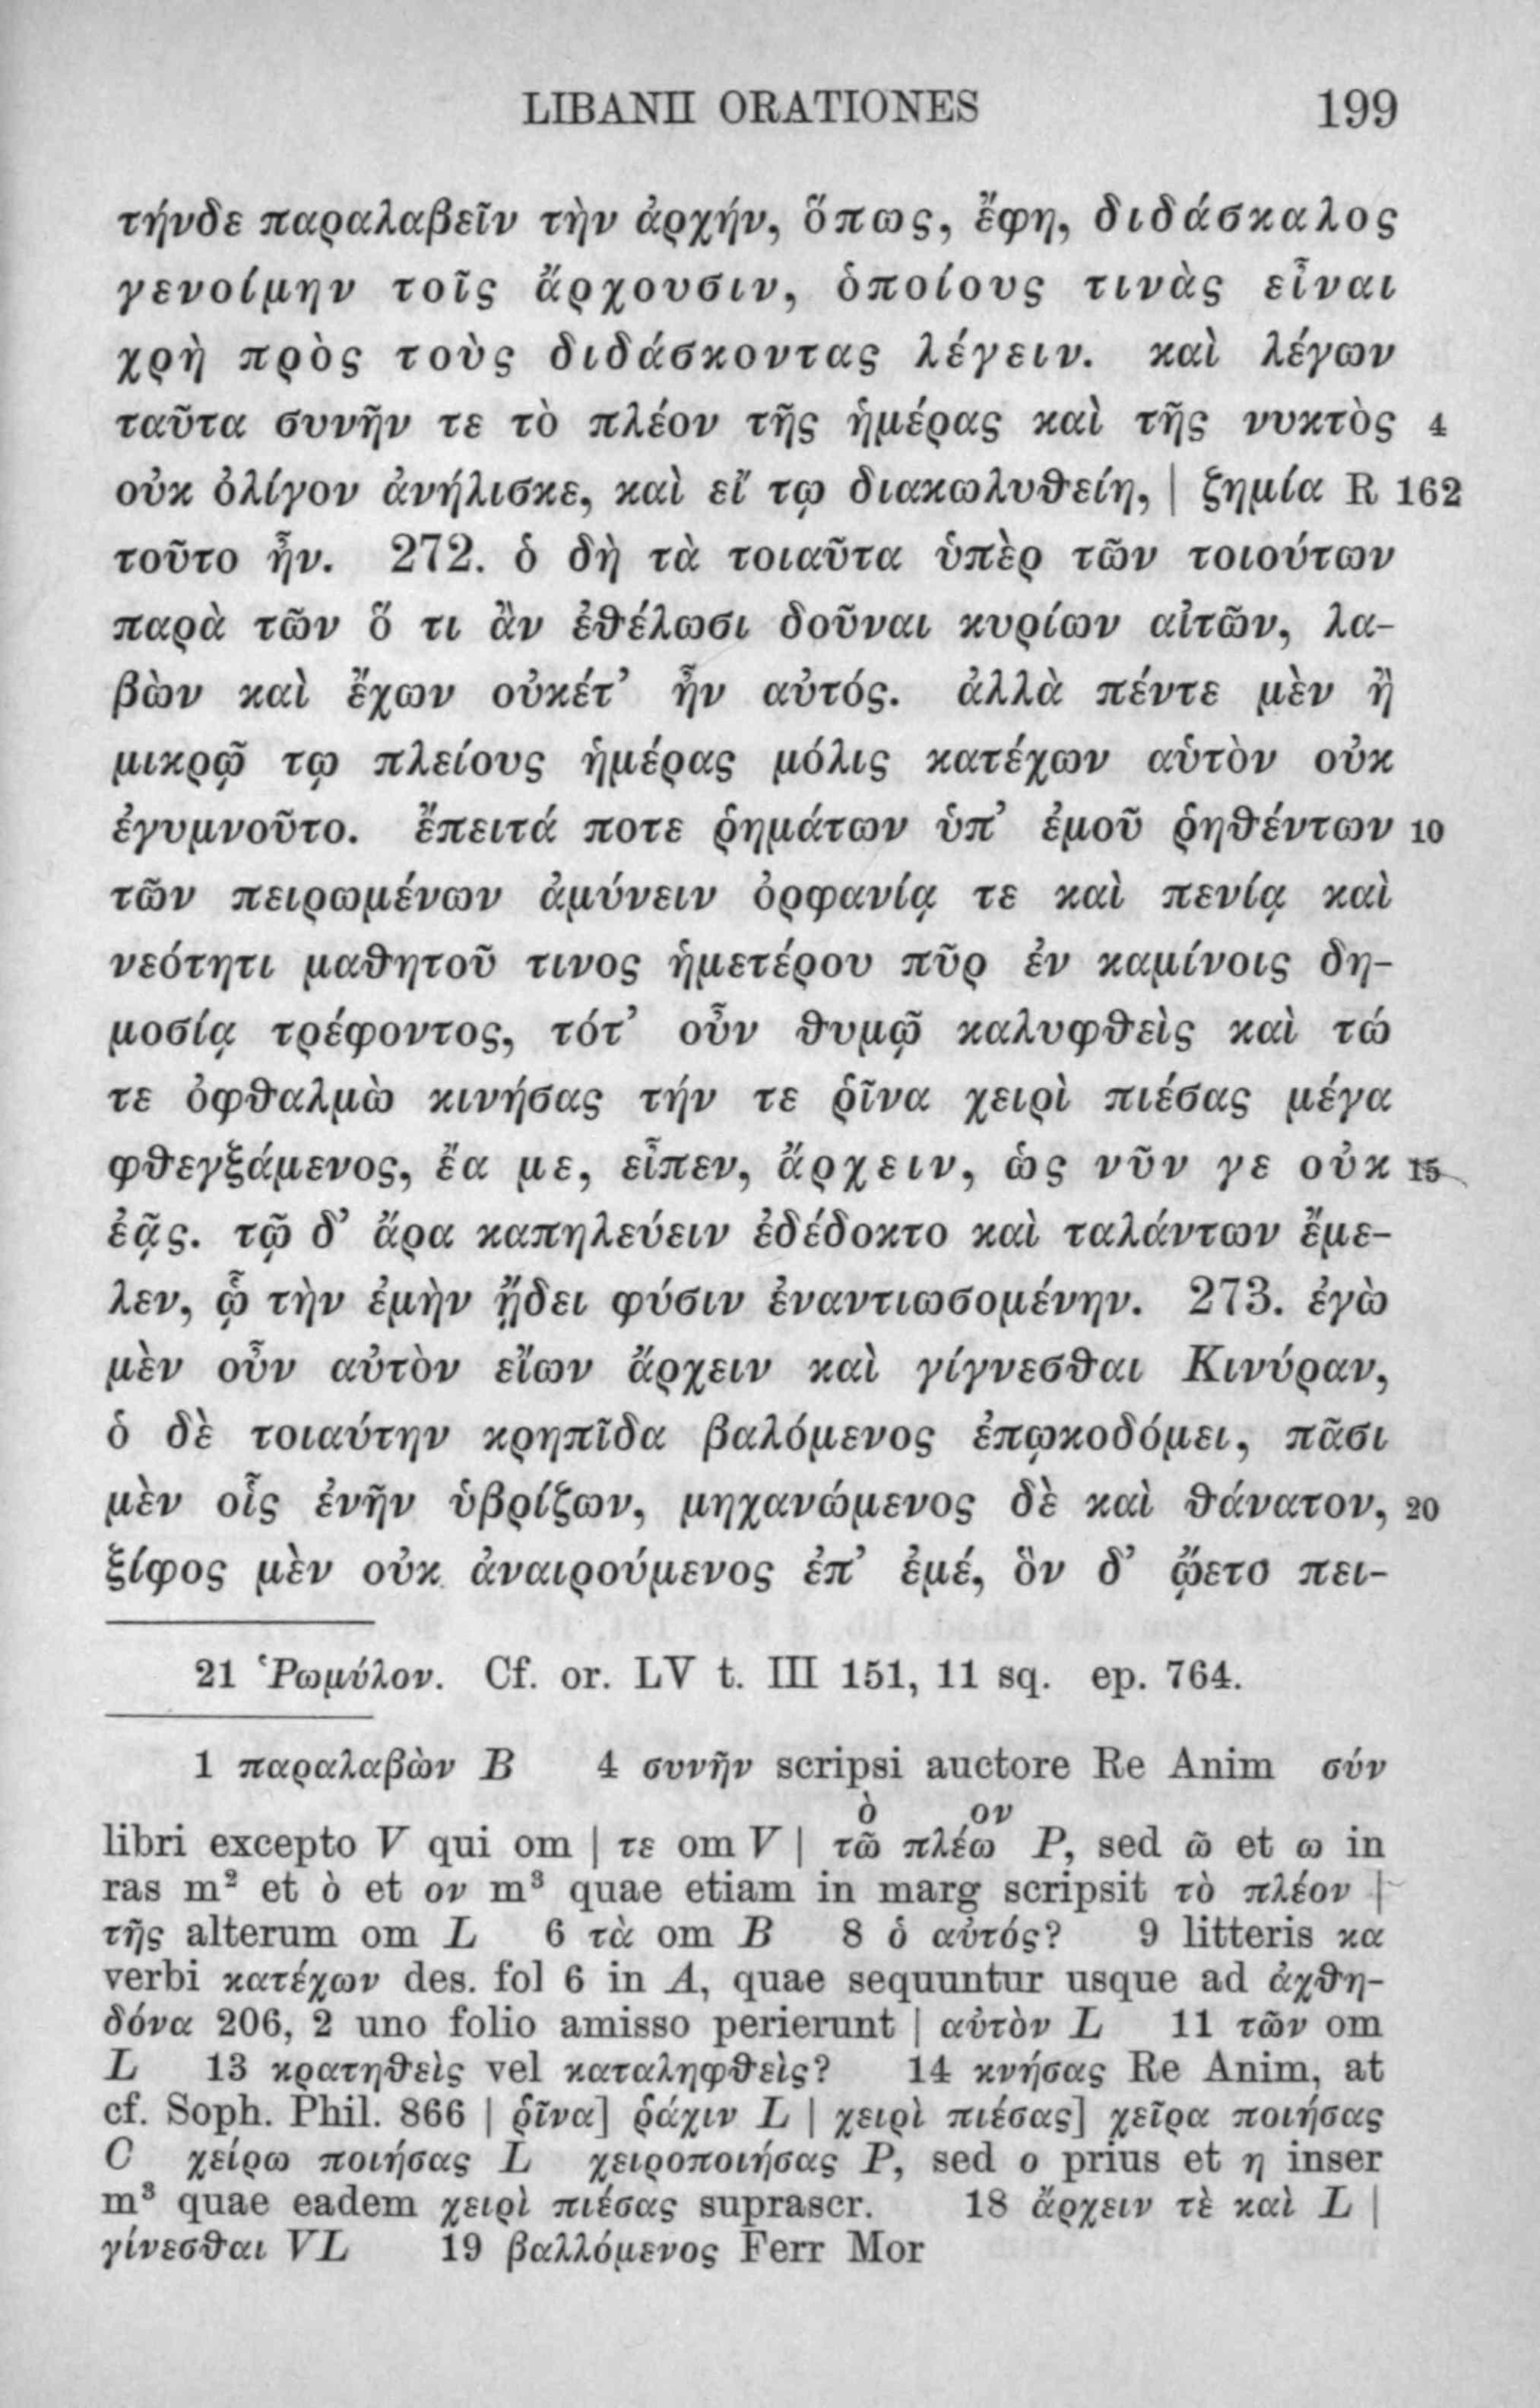 LIBANII ORATIONES 199
τήνδε παραλαβεῖν τὴν ἀρχήν, ὅπως, ἔφη, διδάσκαλος
γενοίμην τοῖς ἄρχουσιν, ὁποίους τινὰς εἶναι
χρὴ πρὸς τοὺς διδάσκοντας λέγειν. καὶ λέγων
ταῦτα συνῆν τε τὸ πλέον τῆς ἡμέρας καὶ τῆς νυκτὸς 4
οὐκ ὀλίγον ἀνήλισκε, καὶ εἴ τῳ διακωλυθείη, | ζημία R 162
τοῦτο ἦν. 272. ὁ δὴ τὰ τοιαῦτα ὑπὲρ τῶν τοιούτων
παρὰ τῶν ὅ τι ἂν ἐθέλωσι δοῦναι κυρίων αἰτῶν, λα-
βὼν καὶ ἔχων οὐκέτ’ ἦν αὐτός. ἀλλὰ πέντε μὲν ἢ
μικρῷ τῳ πλείους ἡμέρας μόλις κατέχων αὑτὸν οὐκ
ἐγυμνοῦτο. ἔπειτά ποτε ῥημάτων ὑπ’ ἐμοῦ ῥηθέντων 10
τῶν πειρωμένων ἀμύνειν ὀρφανίᾳ τε καὶ πενίᾳ καὶ
νεότητι μαθητοῦ τινος ἡμετέρου πῦρ ἐν καμίνοις δη-
μοσίᾳ τρέφοντος, τότ’ οὖν θυμῷ καλυφθεὶς καὶ τώ
τε ὀφθαλμὼ κινήσας τήν τε ῥῖνα χειρὶ πιέσας μέγα
φθεγξάμενος, ἔα με, εἶπεν, ἄρχειν, ὡς νῦν γε οὐκ 15
ἐᾷς. τῷ δ’ ἄρα καπηλεύειν ἐδέδοκτο καὶ ταλάντων ἔμε-
λεν, ᾧ τὴν ἐμὴν ᾔδει φύσιν ἐναντιωσομένην. 273. ἐγὼ
μὲν οὖν αὐτὸν εἴων ἄρχειν καὶ γίγνεσθαι Κινύραν,
ὁ δὲ τοιαύτην κρηπῖδα βαλόμενος ἐπῳκοδόμει, πᾶσι
μὲν οἷς ἐνῆν ὑβρίζων, μηχανώμενος δὲ καὶ θάνατον, 20
ξίφος μὲν οὐκ ἀναιρούμενος ἐπ’ ἐμέ, ὃν δ’ ᾤετο πει-
21 Ῥωμύλον. Cf. or. LV t. III 151, 11 sq. ep. 764.
1 παραλαβὼν B 4 συνῆν scripsi auctore Re Anim σύν
ὸ ον
libri excepto V qui om | τε om V | τῶ πλέω P, sed ῶ et ω in
ras m² et ὸ et ον m³ quae etiam in marg scripsit τὸ πλέον |
τῆς alterum om L 6 τὰ om B 8 ὁ αὐτός? 9 litteris κα
verbi κατέχων des. fol 6 in A, quae sequuntur usque ad ἀχθη-
δόνα 206, 2 uno folio amisso perierunt | αὐτὸν L 11 τῶν om
L 13 κρατηθεὶς vel καταληφθεὶς? 14 κνήσας Re Anim, at
cf. Soph. Phil. 866 | ῥῖνα] ῥάχιν L | χειρὶ πιέσας] χεῖρα ποιήσας
C χείρω ποιήσας L χειροποιήσας P, sed ο prius et η inser
m³ quae eadem χειρὶ πιέσας suprascr. 18 ἄρχειν τὲ καὶ L |
γίνεσθαι VL 19 βαλλόμενος Ferr Mor